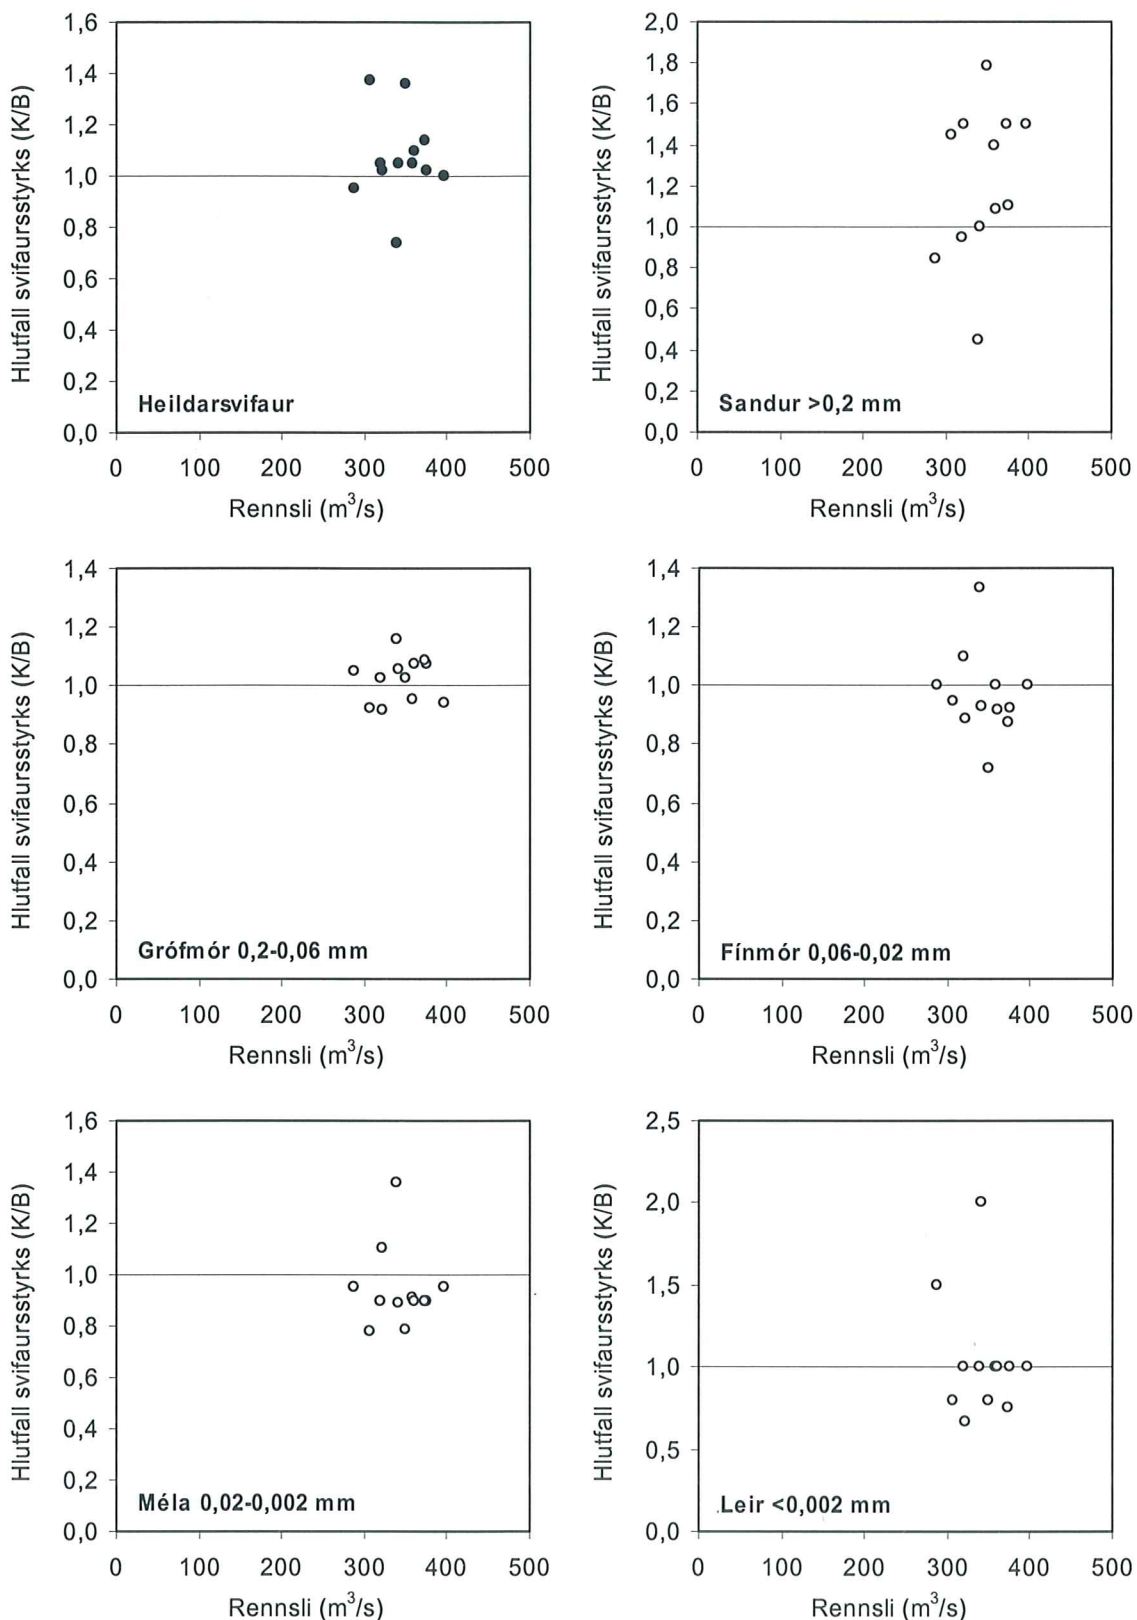 Hlutfall svifaursstyrks (K/B)
1,6
1,4
1,2
1,0
0,8
0,6
0,4
0,2
0,0
Heildarsvifaur
0 100 200 300 400 500
Rennsli (m³/s)
Hlutfall svifaursstyrks (K/B)
2,0
1,8
1,6
1,4
1,2
1,0
0,8
0,6
0,4
0,2
0,0
Sandur >0,2 mm
0 100 200 300 400 500
Rennsli (m³/s)
Hlutfall svifaursstyrks (K/B)
1,4
1,2
1,0
0,8
0,6
0,4
0,2
0,0
Grófmór 0,2-0,06 mm
0 100 200 300 400 500
Rennsli (m³/s)
Hlutfall svifaursstyrks (K/B)
1,4
1,2
1,0
0,8
0,6
0,4
0,2
0,0
Fínmór 0,06-0,02 mm
0 100 200 300 400 500
Rennsli (m³/s)
Hlutfall svifaursstyrks (K/B)
1,6
1,4
1,2
1,0
0,8
0,6
0,4
0,2
0,0
Méla 0,02-0,002 mm
0 100 200 300 400 500
Rennsli (m³/s)
Hlutfall svifaursstyrks (K/B)
2,5
2,0
1,5
1,0
0,5
0,0
Leir <0,002 mm
0 100 200 300 400 500
Rennsli (m³/s)